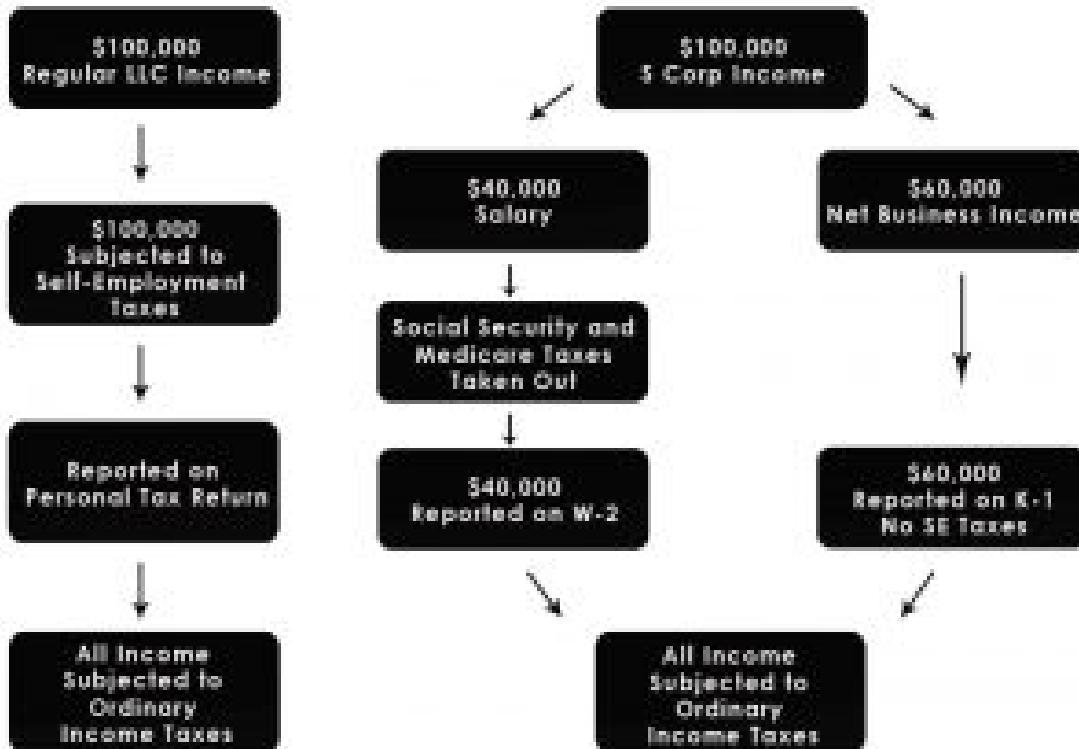 $100,000
Regular LLC Income
$100,000
Subjected to
Self-Employment
Taxes
Reported on
Personal Tax Return
All Income
Subjected to
Ordinary
Income Taxes
$100,000
S Corp Income
$40,000
Salary
Social Security and
Medicare Taxes
Taken Out
$40,000
Reported on W-2
$60,000
Net Business Income
$60,000
Reported on K-1
No SE Taxes
All Income
Subjected to
Ordinary
Income Taxes